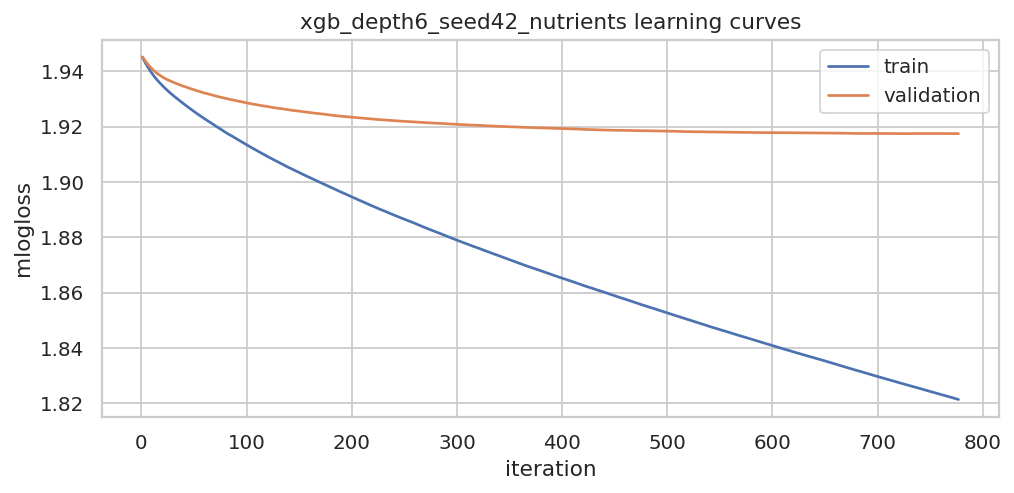 xgb_depth6_seed42_nutrients learning curves
train
validation
mlogloss
1.94
1.92
1.90
1.88
1.86
1.84
1.82
0 100 200 300 400 500 600 700 800
iteration